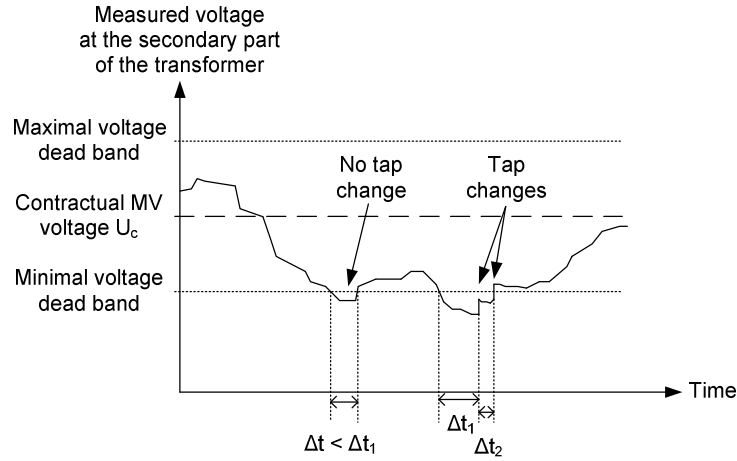 Measured voltage
at the secondary part
of the transformer
Maximal voltage
dead band
No tap
change
Tap
changes
Contractual MV
voltage Uc
Minimal voltage
dead band
Time
Δt < Δt1
Δt1
Δt2